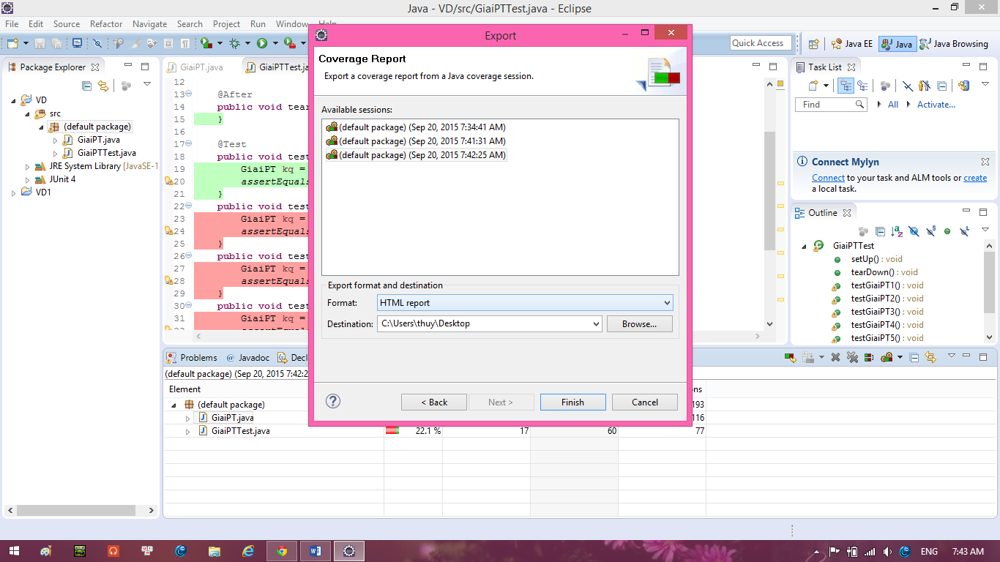 Java - VD/src/GiaiPTTest.java - Eclipse
File Edit Source Refactor Navigate Search Project Run Window Help
Quick Access Java EE Java Java Browsing
Package Explorer
VD
src
(default package)
GiaiPT.java
GiaiPTTest.java
JRE System Library [JavaSE-1
JUnit 4
VD1
GiaiPT.java GiaiPTTest.ja
12
13 @After
14 public void tear
15 }
16
17 @Test
18 public void test
19 GiaiPT kq =
20 assertEquals
21 }
22 public void test
23 GiaiPT kq =
24 assertEquals
25 }
26 public void test
27 GiaiPT kq =
28 assertEquals
29 }
30 public void test
31 GiaiPT kq =
Export
Coverage Report
Export a coverage report from a Java coverage session.
Available sessions:
(default package) (Sep 20, 2015 7:34:41 AM)
(default package) (Sep 20, 2015 7:41:31 AM)
(default package) (Sep 20, 2015 7:42:25 AM)
Export format and destination
Format: HTML report
Destination: C:\Users\thuy\Desktop Browse...
< Back Next > Finish Cancel
Task List
Find All Activate...
Connect Mylyn
Connect to your task and ALM tools or create
a local task.
Outline
GiaiPTTest
setUp() : void
tearDown() : void
testGiaiPT1() : void
testGiaiPT2() : void
testGiaiPT3() : void
testGiaiPT4() : void
testGiaiPT5() : void
Problems @ Javadoc Decl
(default package) (Sep 20, 2015 7:42:2
Element ns
(default package) 193
GiaiPT.java 116
GiaiPTTest.java 22.1 % 17 60 77
ENG 7:43 AM